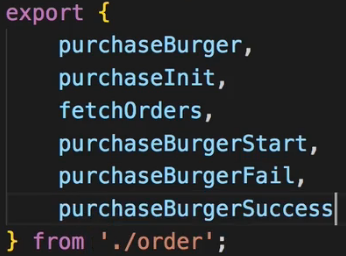 export {
    purchaseBurger,
    purchaseInit,
    fetchOrders,
    purchaseBurgerStart,
    purchaseBurgerFail,
    purchaseBurgerSuccess
} from './order';